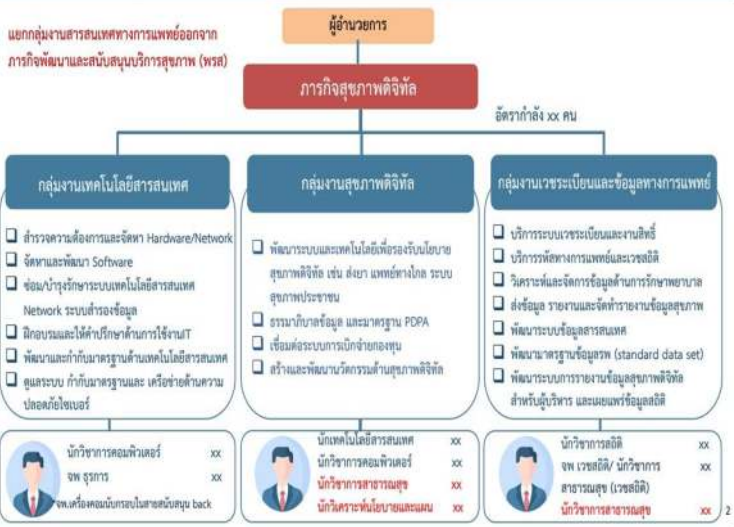 แยกกลุ่มงานสารสนเทศทางการแพทย์ออกจาก
ภารกิจพัฒนาและสนับสนุนบริการสุขภาพ (พรส)
ผู้อำนวยการ
ภารกิจสุขภาพดิจิทัล
อัตรากำลัง xx คน
กลุ่มงานเทคโนโลยีสารสนเทศ
สำรวจความต้องการและจัดหา Hardware/Network
จัดหาและพัฒนา Software
ซ่อม/บำรุงรักษาระบบเทคโนโลยีสารสนเทศ
Network ระบบสำรองข้อมูล
ฝึกอบรมและให้คำปรึกษาด้านการใช้งานIT
พัฒนาและกำกับมาตรฐานด้านเทคโนโลยีสารสนเทศ
ดูแลระบบ กำกับมาตรฐานและ เครือข่ายด้านความ
ปลอดภัยไซเบอร์
นักวิชาการคอมพิวเตอร์ xx
จพ ธุรการ xx
จพ.เครื่องคอมนับกรอบในสายสนับสนุน back
กลุ่มงานสุขภาพดิจิทัล
พัฒนาระบบและเทคโนโลยีเพื่อรองรับนโยบาย
สุขภาพดิจิทัล เช่น ส่งยา แพทย์ทางไกล ระบบ
สุขภาพประชาชน
ธรรมาภิบาลข้อมูล และมาตรฐาน PDPA
เชื่อมต่อระบบการเบิกจ่ายกองทุน
สร้างและพัฒนานวัตกรรมด้านสุขภาพดิจิทัล
นักเทคโนโลยีสารสนเทศ xx
นักวิชาการคอมพิวเตอร์ xx
นักวิชาการสาธารณสุข xx
นักวิเคราะห์นโยบายและแผน xx
กลุ่มงานเวชระเบียนและข้อมูลทางการแพทย์
บริการระบบเวชระเบียนและงานสิทธิ์
บริการรหัสทางการแพทย์และเวชสถิติ
วิเคราะห์และจัดการข้อมูลด้านการรักษาพยาบาล
ส่งข้อมูล รายงานและจัดทำรายงานข้อมูลสุขภาพ
พัฒนาระบบข้อมูลสารสนเทศ
พัฒนามาตรฐานข้อมูลรพ (standard data set)
พัฒนาระบบการรายงานข้อมูลสุขภาพดิจิทัล
สำหรับผู้บริหาร และเผยแพร่ข้อมูลสถิติ
นักวิชาการสถิติ xx
จพ เวชสถิติ/ นักวิชาการ xx
สาธารณสุข (เวชสถิติ)
นักวิชาการสาธารณสุข xx
2